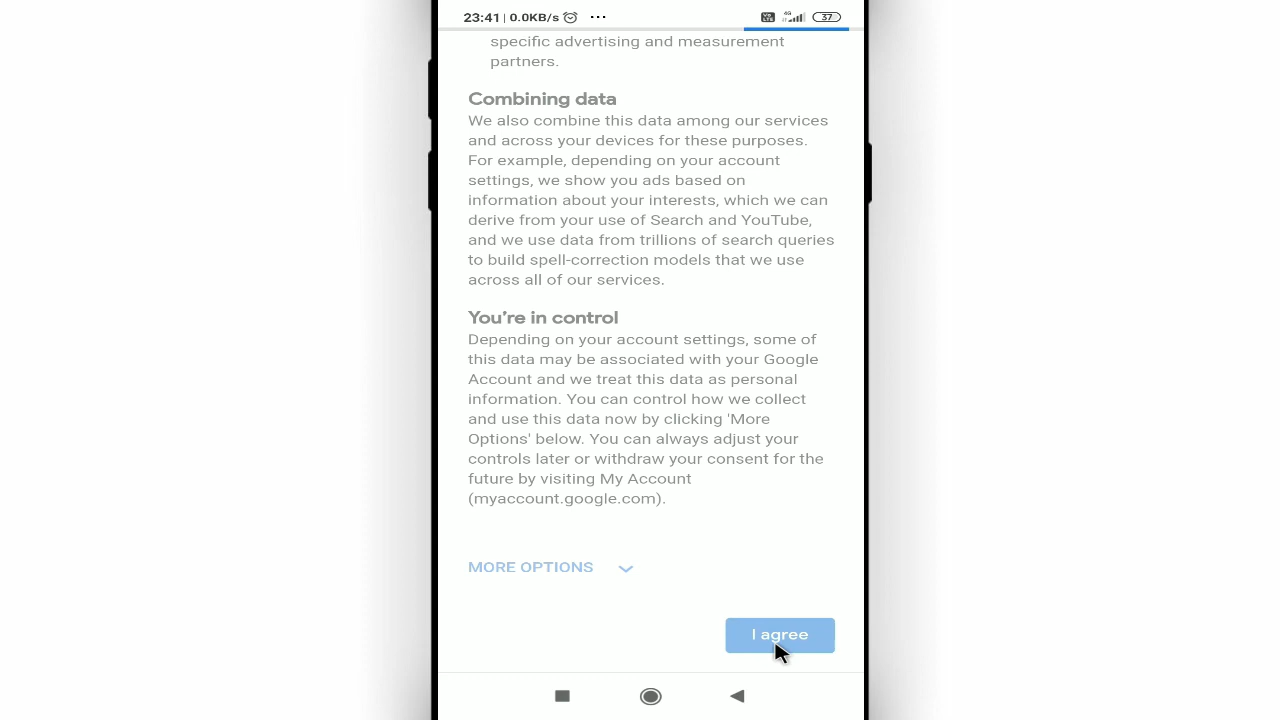 23:41 | 0.0KB/s ...
4G 37
specific advertising and measurement
partners.
Combining data
We also combine this data among our services
and across your devices for these purposes.
For example, depending on your account
settings, we show you ads based on
information about your interests, which we can
derive from your use of Search and YouTube,
and we use data from trillions of search queries
to build spell-correction models that we use
across all of our services.
You’re in control
Depending on your account settings, some of
this data may be associated with your Google
Account and we treat this data as personal
information. You can control how we collect
and use this data now by clicking 'More
Options' below. You can always adjust your
controls later or withdraw your consent for the
future by visiting My Account
(myaccount.google.com).
MORE OPTIONS
I agree